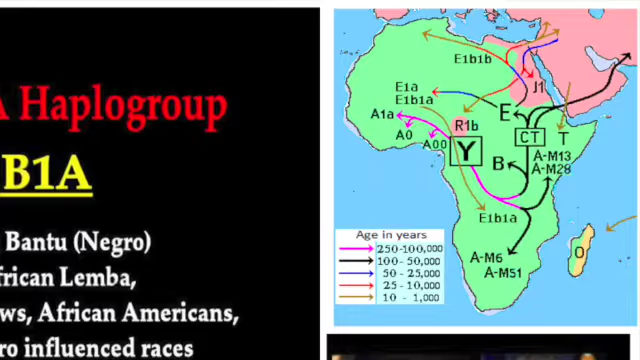 A Haplogroup
B1A
Bantu (Negro)
frican Lemba,
ws, African Americans,
ro influenced races
E1b1b
J1
E1a
E1b1a
E
A1a
R1b
CT
T
A0
A00
Y
B
A-M13
A-M28
E1b1a
Age in years
250-100,000
100-50,000
50 - 25,000
25 - 10,000
10 - 1,000
A-M6
A-M51
O